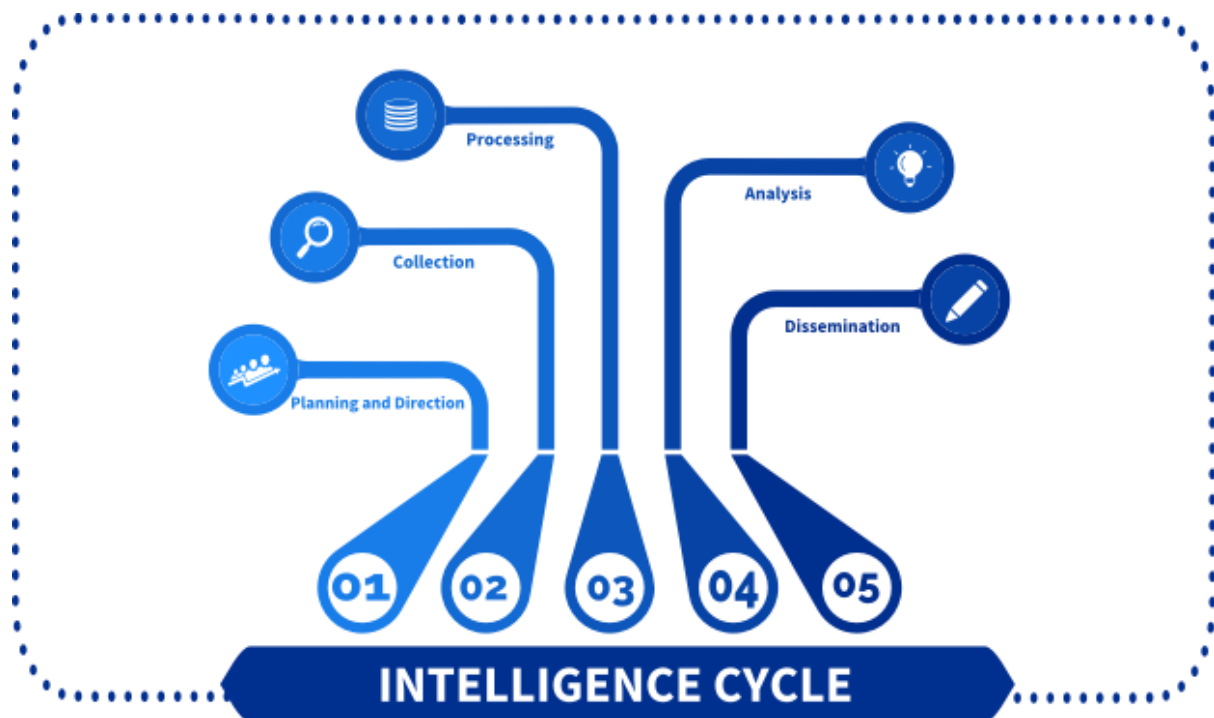 Processing
Analysis
Collection
Dissemination
Planning and Direction
01
02
03
04
05
INTELLIGENCE CYCLE